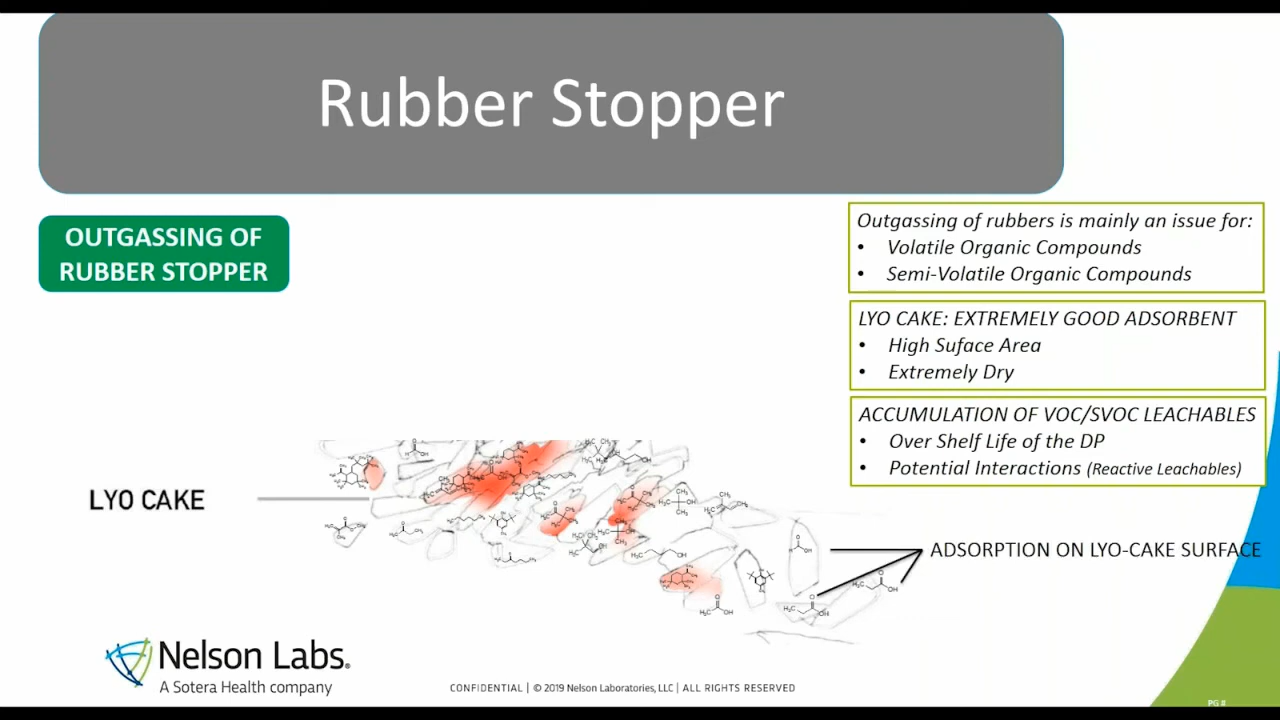 Rubber Stopper
OUTGASSING OF
RUBBER STOPPER
Outgassing of rubbers is mainly an issue for:
• Volatile Organic Compounds
• Semi-Volatile Organic Compounds
LYO CAKE: EXTREMELY GOOD ADSORBENT
• High Suface Area
• Extremely Dry
ACCUMULATION OF VOC/SVOC LEACHABLES
• Over Shelf Life of the DP
• Potential Interactions (Reactive Leachables)
LYO CAKE
ADSORPTION ON LYO-CAKE SURFACE
Nelson Labs.
A Sotera Health company
CONFIDENTIAL | © 2019 Nelson Laboratories, LLC | ALL RIGHTS RESERVED
PG #